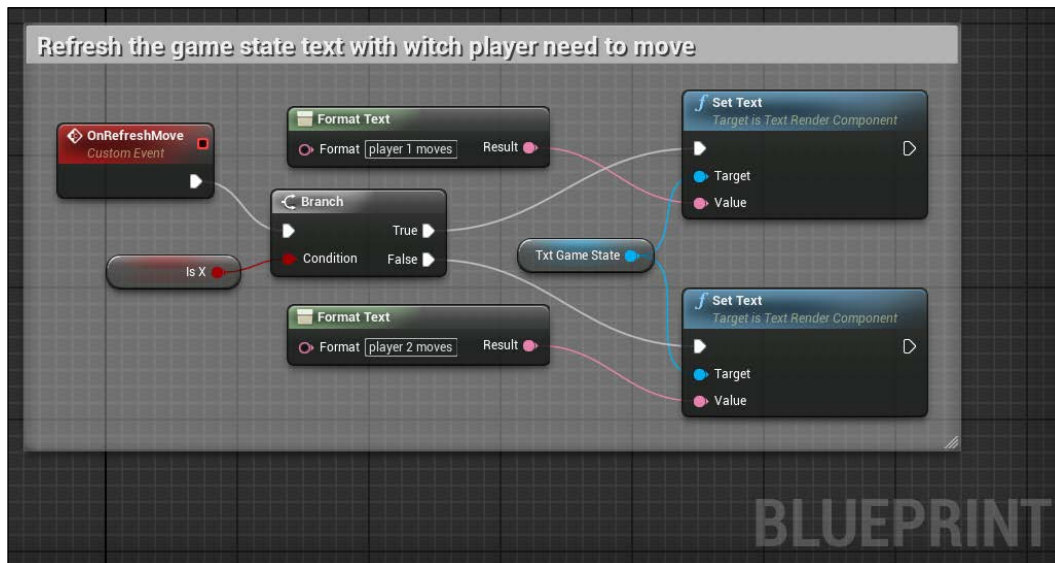 Refresh the game state text with witch player need to move
OnRefreshMove
Custom Event
Format Text
Format player 1 moves Result
Set Text
Target is Text Render Component
Target
Value
Branch
True
Condition False
Is X
Txt Game State
Format Text
Format player 2 moves Result
Set Text
Target is Text Render Component
Target
Value
BLUEPRINT